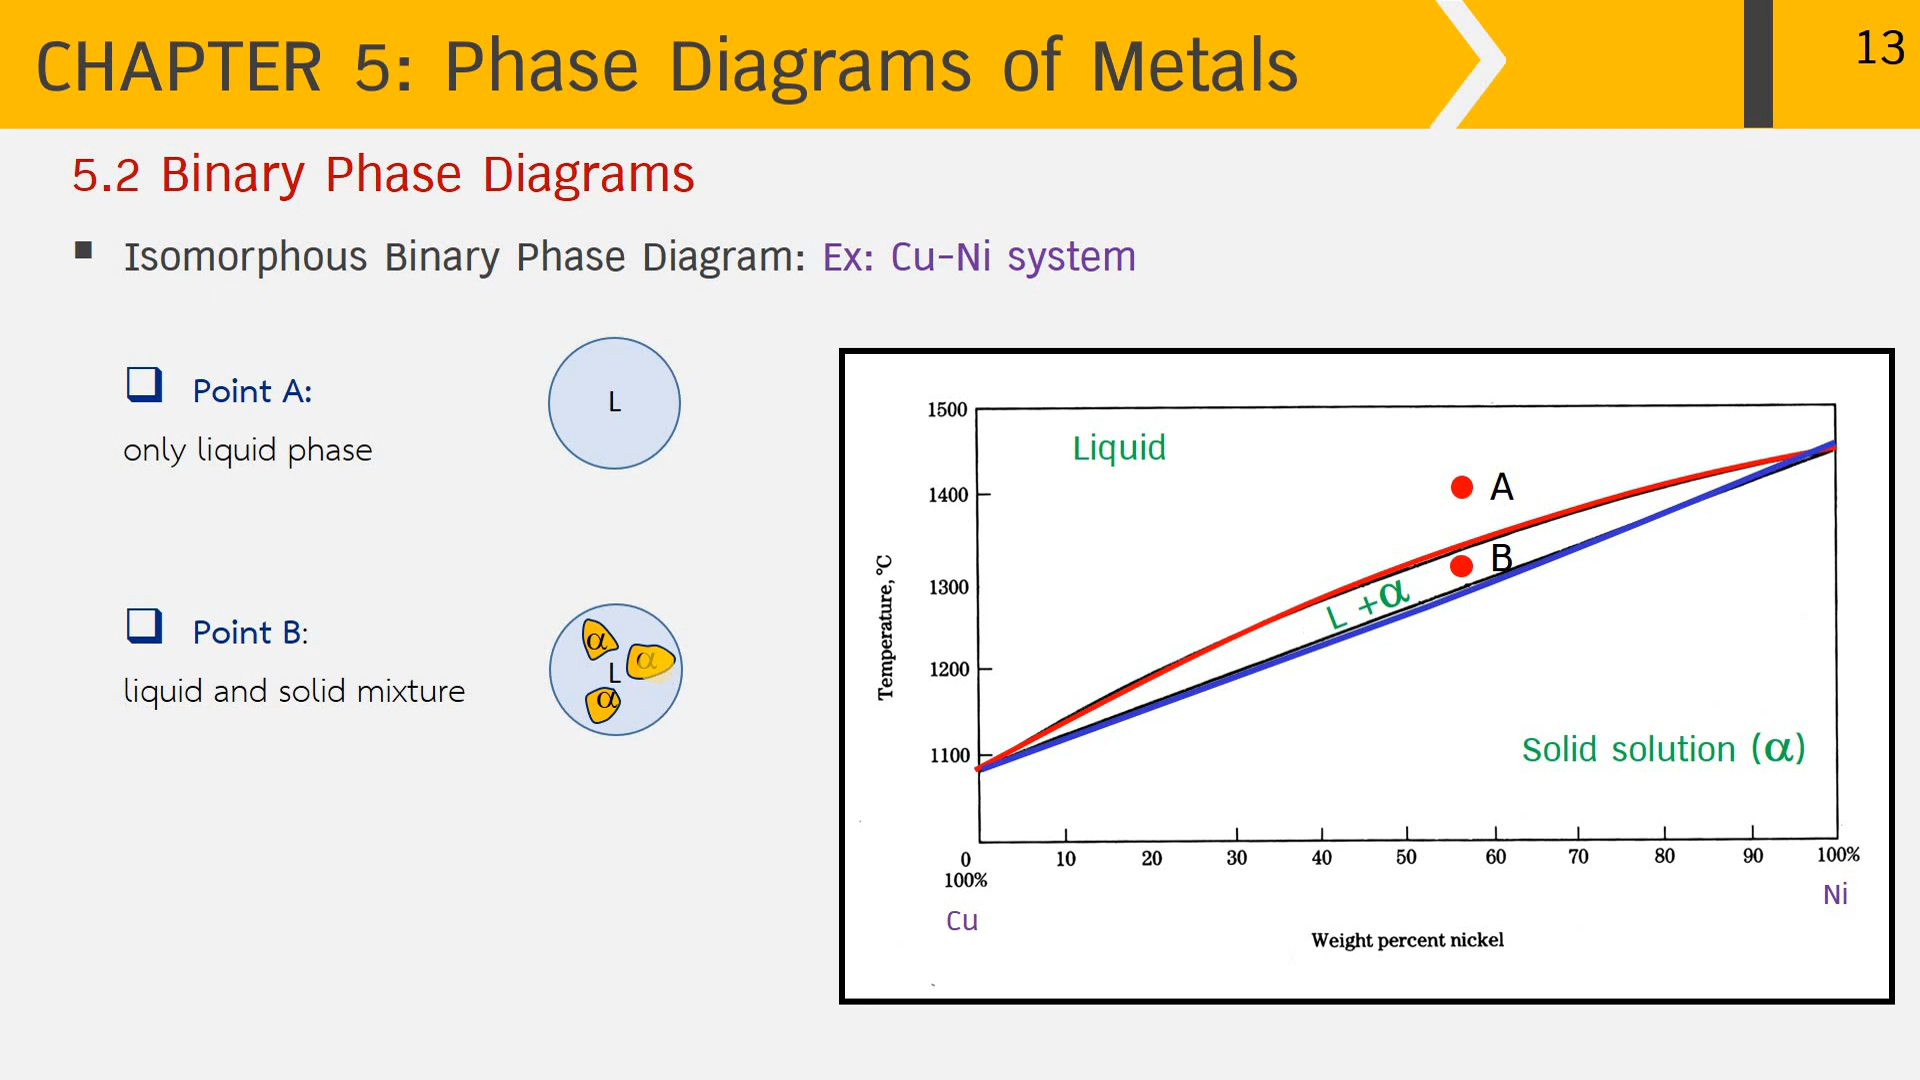 CHAPTER 5: Phase Diagrams of Metals
13
5.2 Binary Phase Diagrams
Isomorphous Binary Phase Diagram: Ex: Cu-Ni system
Point A:
only liquid phase
L
Point B:
liquid and solid mixture
α
α
L
α
1500
1400
1300
1200
1100
Temperature, °C
Liquid
A
B
L +α
Solid solution (α)
0 10 20 30 40 50 60 70 80 90 100%
100%
Cu
Ni
Weight percent nickel